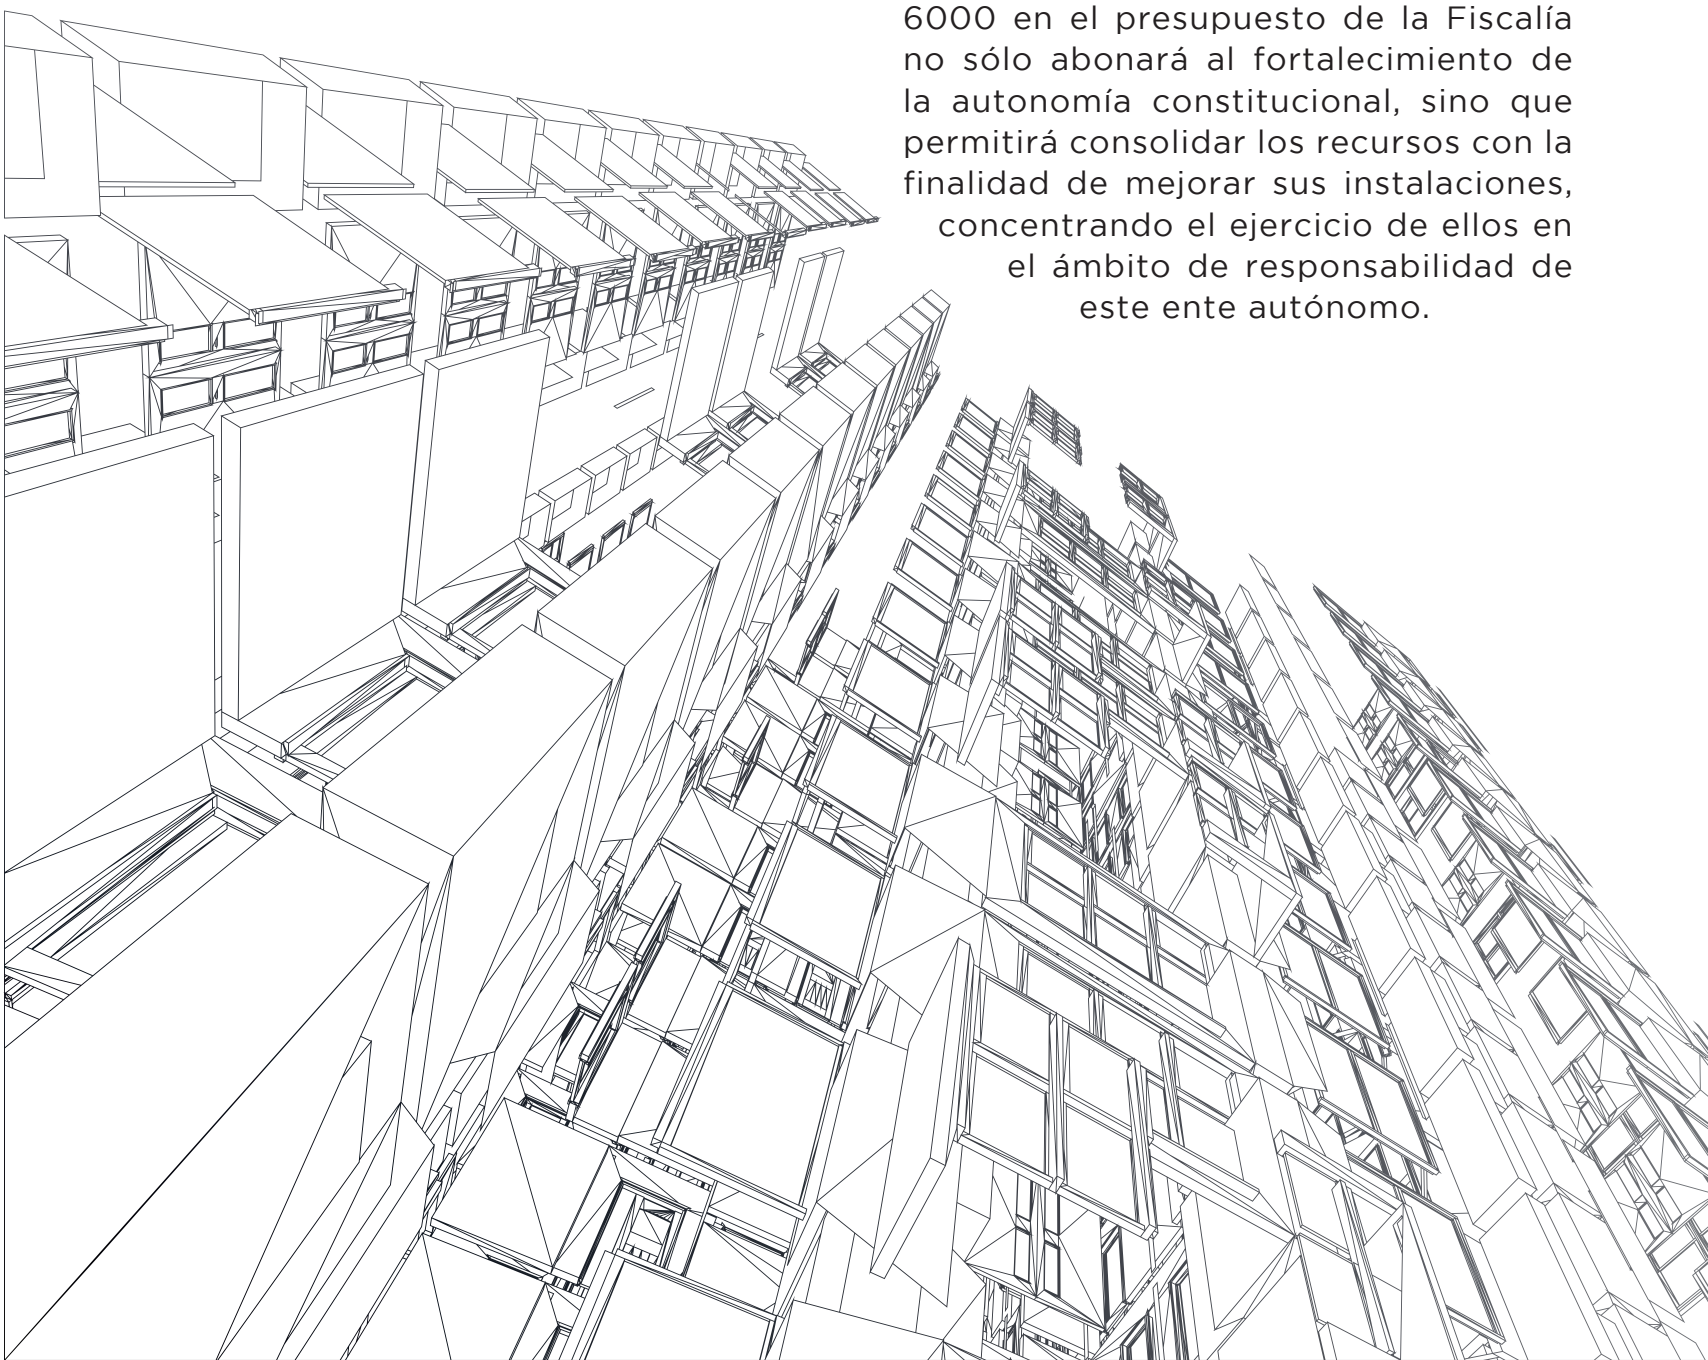 6000 en el presupuesto de la Fiscalía
no sólo abonará al fortalecimiento de
la autonomía constitucional, sino que
permitirá consolidar los recursos con la
finalidad de mejorar sus instalaciones,
concentrando el ejercicio de ellos en
el ámbito de responsabilidad de
este ente autónomo.